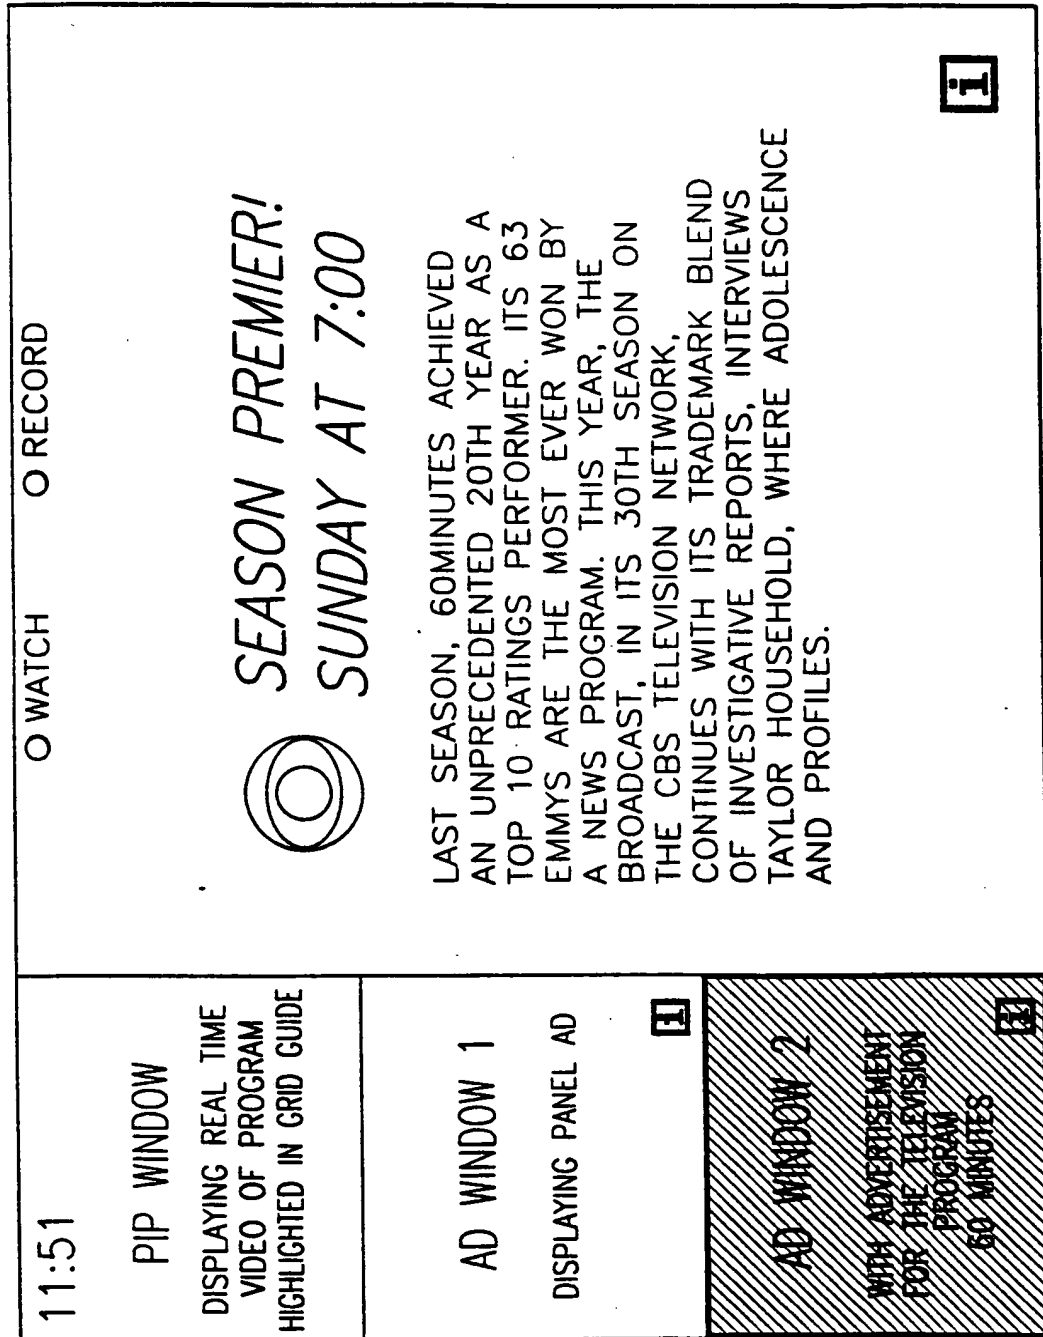 11:51
PIP WINDOW
DISPLAYING REAL TIME
VIDEO OF PROGRAM
HIGHLIGHTED IN GRID GUIDE
AD WINDOW 1
DISPLAYING PANEL AD
i
AD WINDOW 2
WITH ADVERTISEMENT
FOR THE TELEVISION
PROGRAM
60 MINUTES
i
O WATCH O RECORD
SEASON PREMIER!
SUNDAY AT 7:00
LAST SEASON, 60MINUTES ACHIEVED
AN UNPRECEDENTED 20TH YEAR AS A
TOP 10 RATINGS PERFORMER. ITS 63
EMMYS ARE THE MOST EVER WON BY
A NEWS PROGRAM. THIS YEAR, THE
BROADCAST, IN ITS 30TH SEASON ON
THE CBS TELEVISION NETWORK,
CONTINUES WITH ITS TRADEMARK BLEND
OF INVESTIGATIVE REPORTS, INTERVIEWS
TAYLOR HOUSEHOLD, WHERE ADOLESCENCE
AND PROFILES.
i